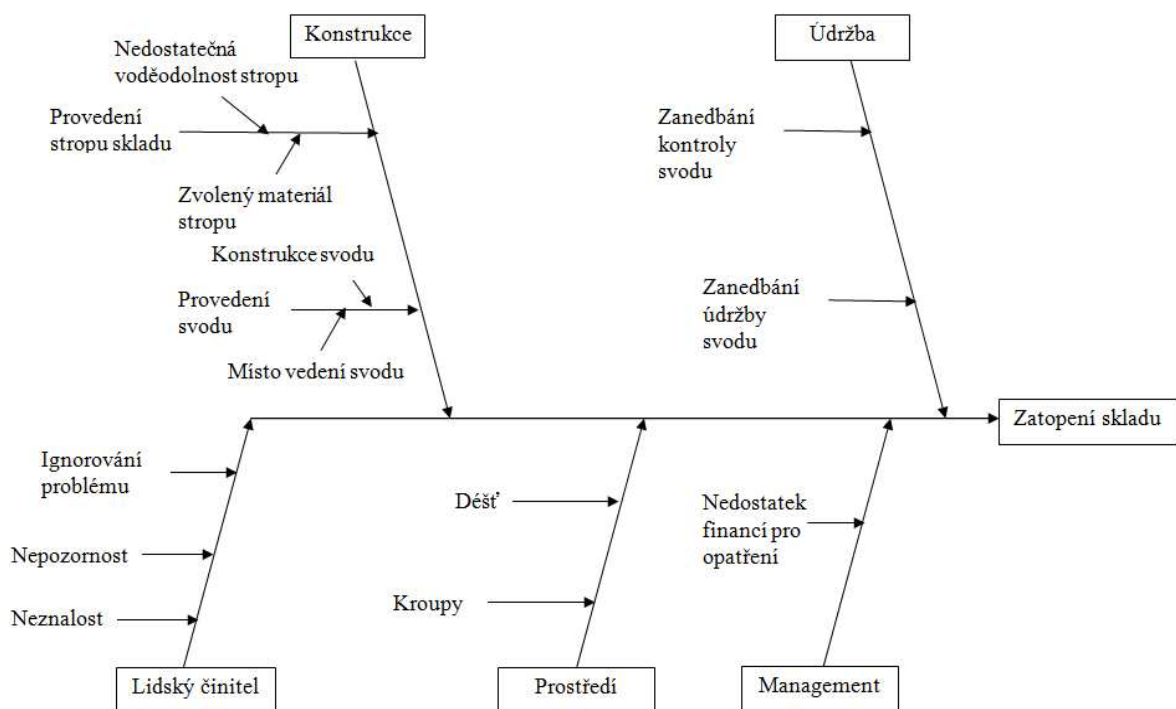 Konstrukce
Údržba
Nedostatečná
voděodolnost stropu
Provedení
stropu skladu
Zvolený materiál
stropu
Konstrukce svodu
Provedení
svodu
Místo vedení svodu
Zanedbání
kontroly
svodu
Zanedbání
údržby
svodu
Zatopení skladu
Ignorování
problému
Nepozornost
Neznalost
Déšť
Kroupy
Nedostatek
financí pro
opatření
Lidský činitel
Prostředí
Management